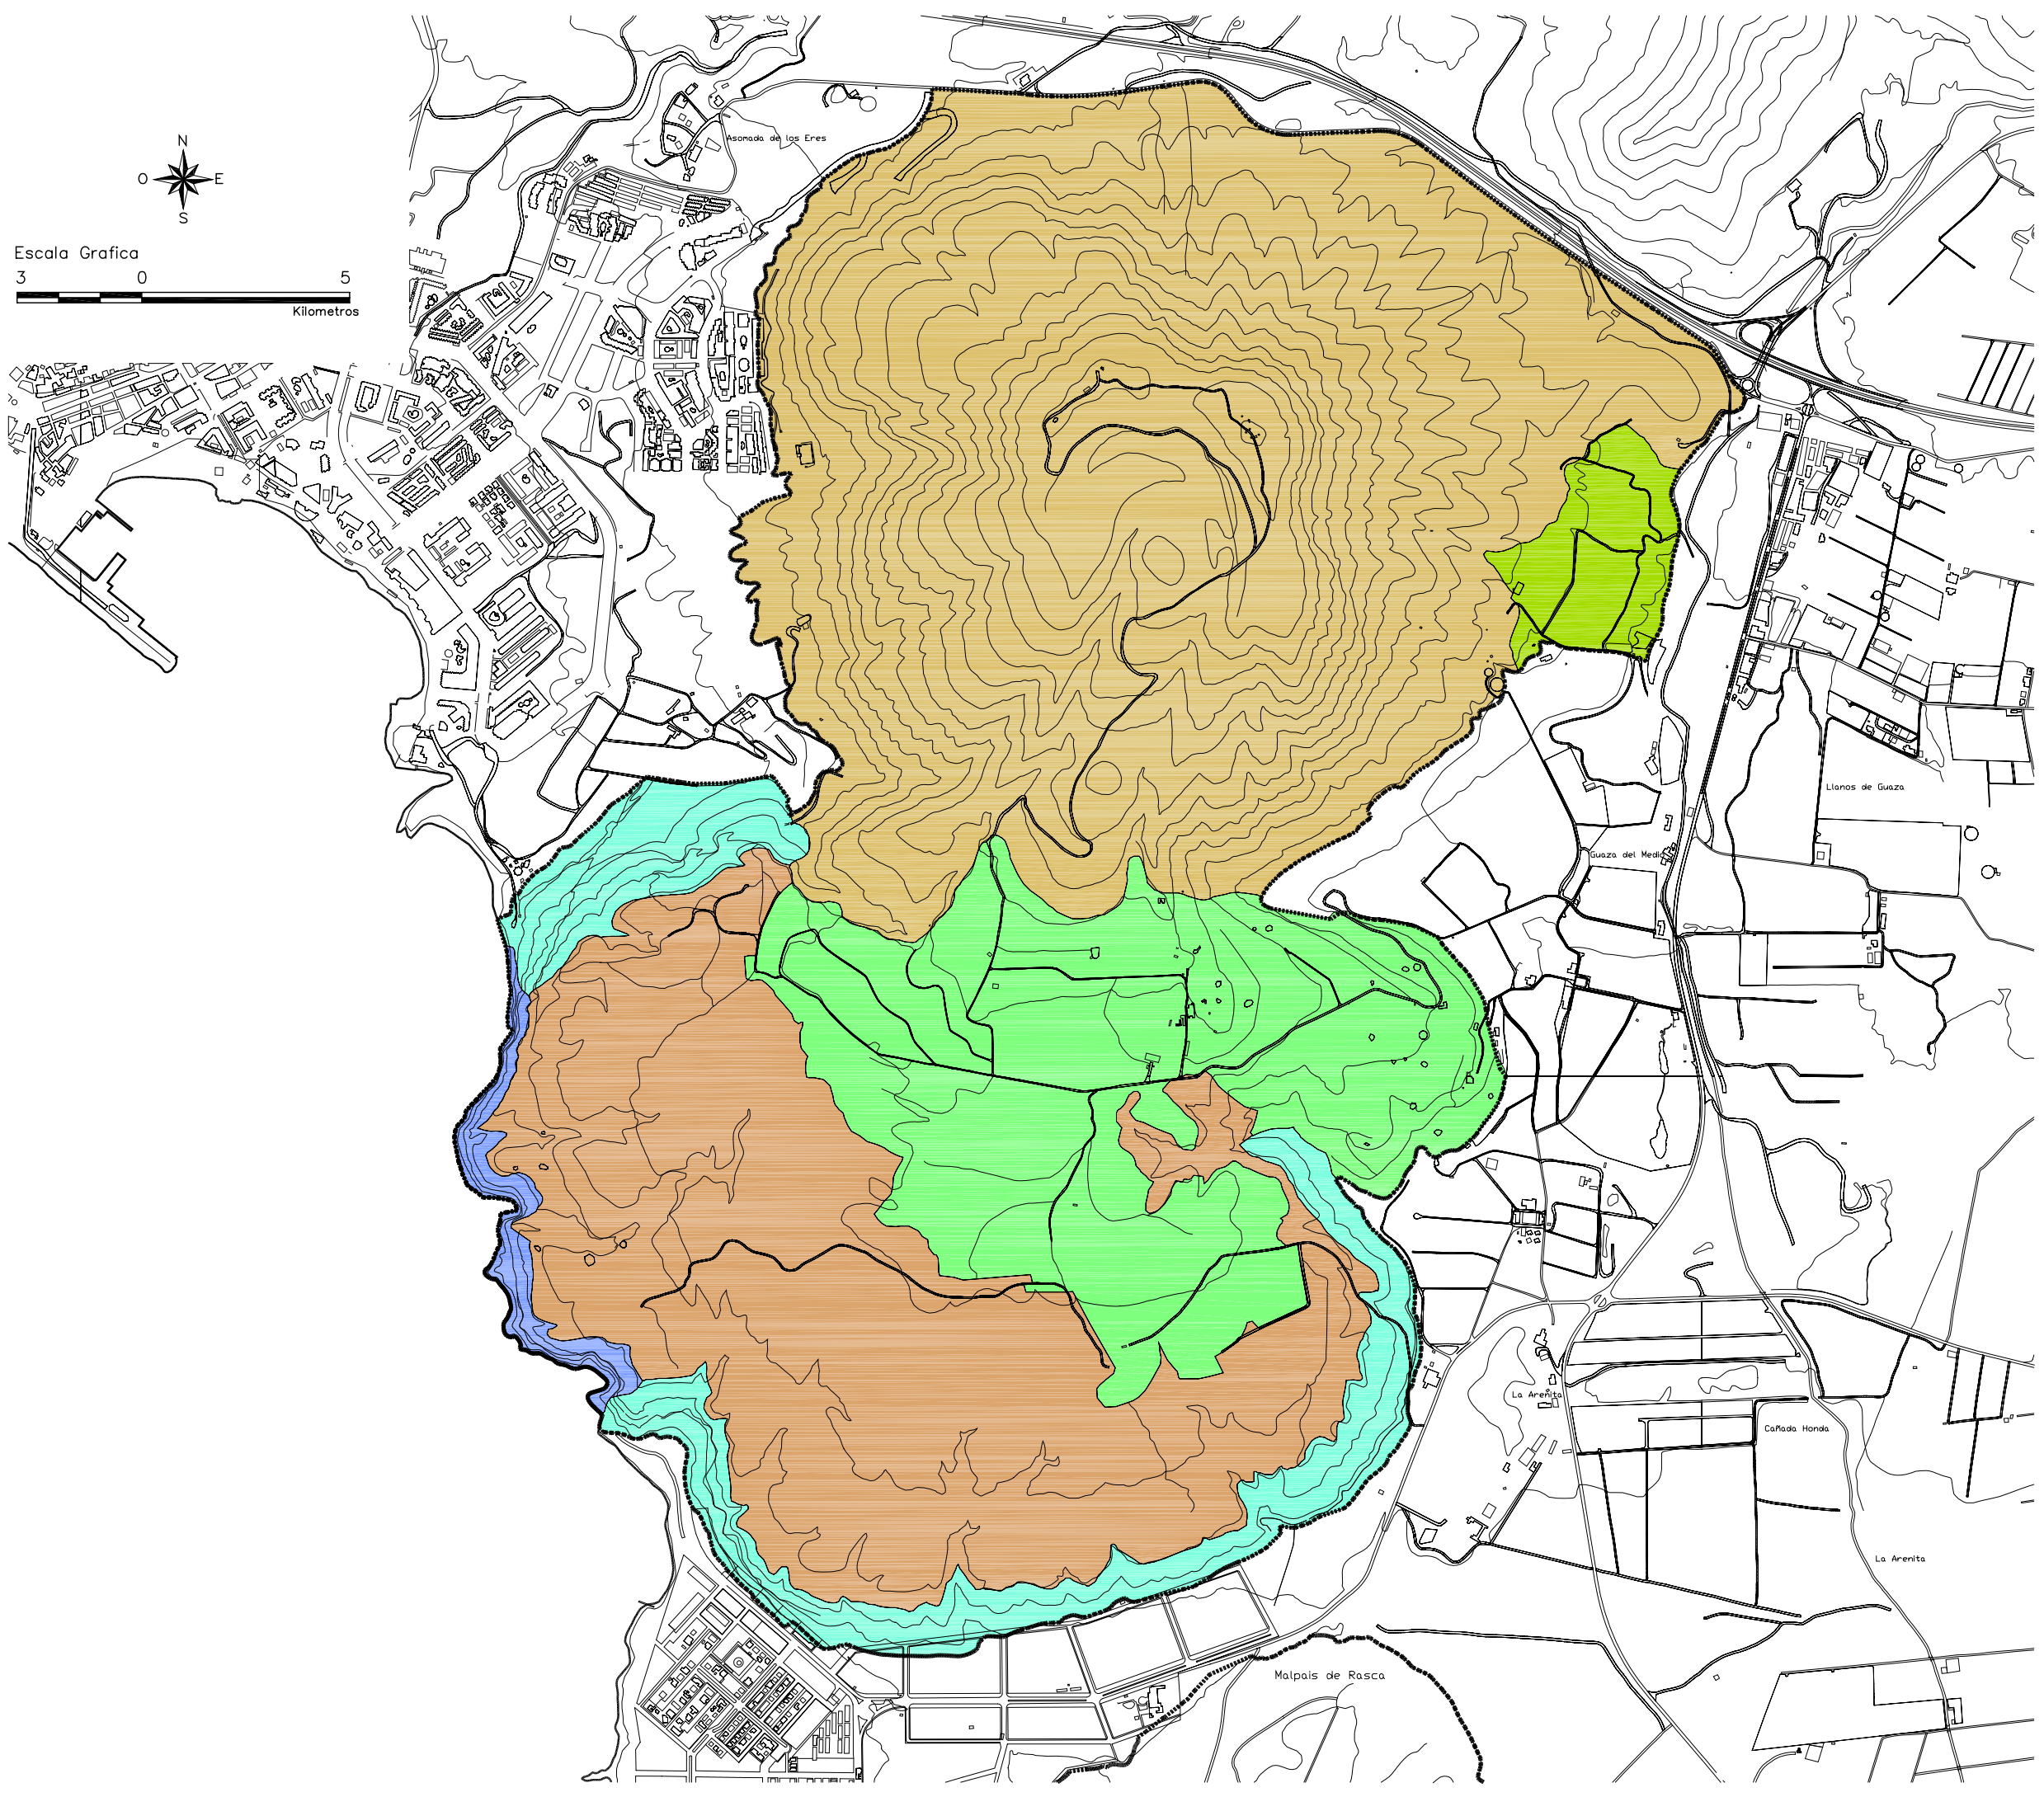 Asomada de los Eres
N
O E
S
Escala Grafica
3 0 5
Kilometros
Llanos de Guaza
Guaza del Medio
La Arenita
Cañada Honda
La Arenita
Malpais de Rasca